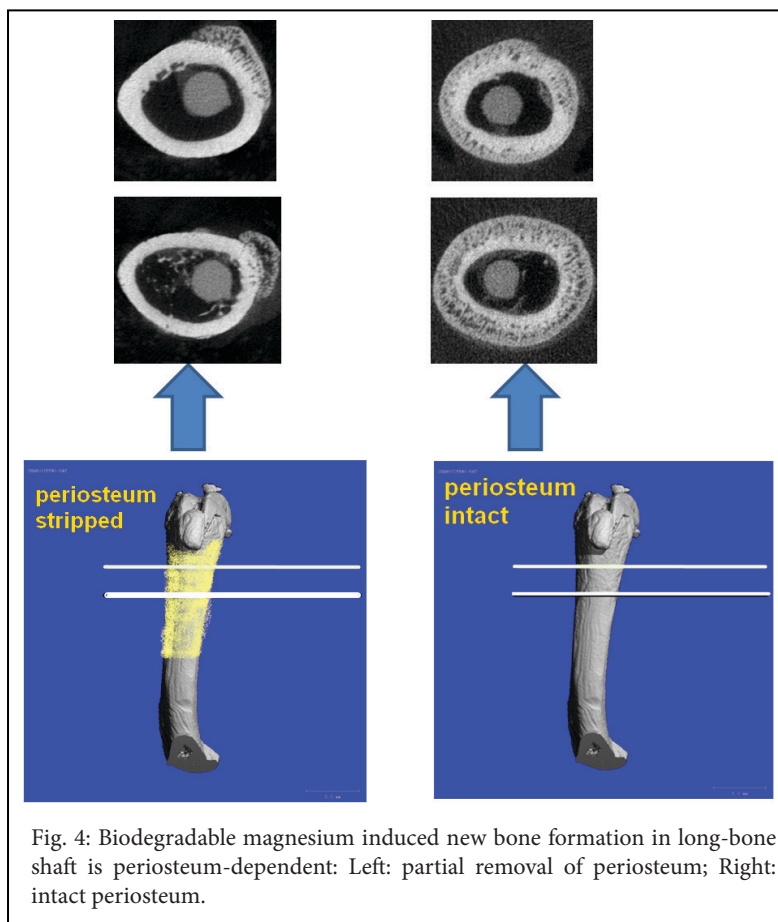 periosteum
stripped
periosteum
intact
Fig. 4: Biodegradable magnesium induced new bone formation in long-bone
shaft is periosteum-dependent: Left: partial removal of periosteum; Right:
intact periosteum.